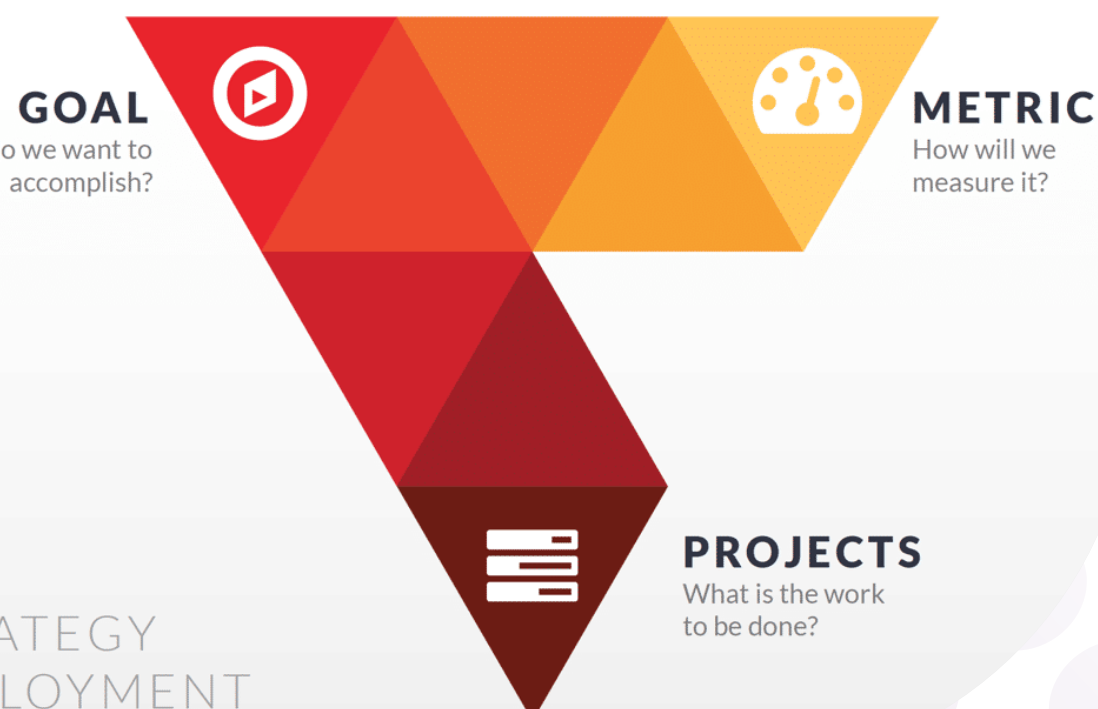 GOAL
o we want to
accomplish?
METRIC
How will we
measure it?
PROJECTS
What is the work
to be done?
ATEGY
LOYMENT